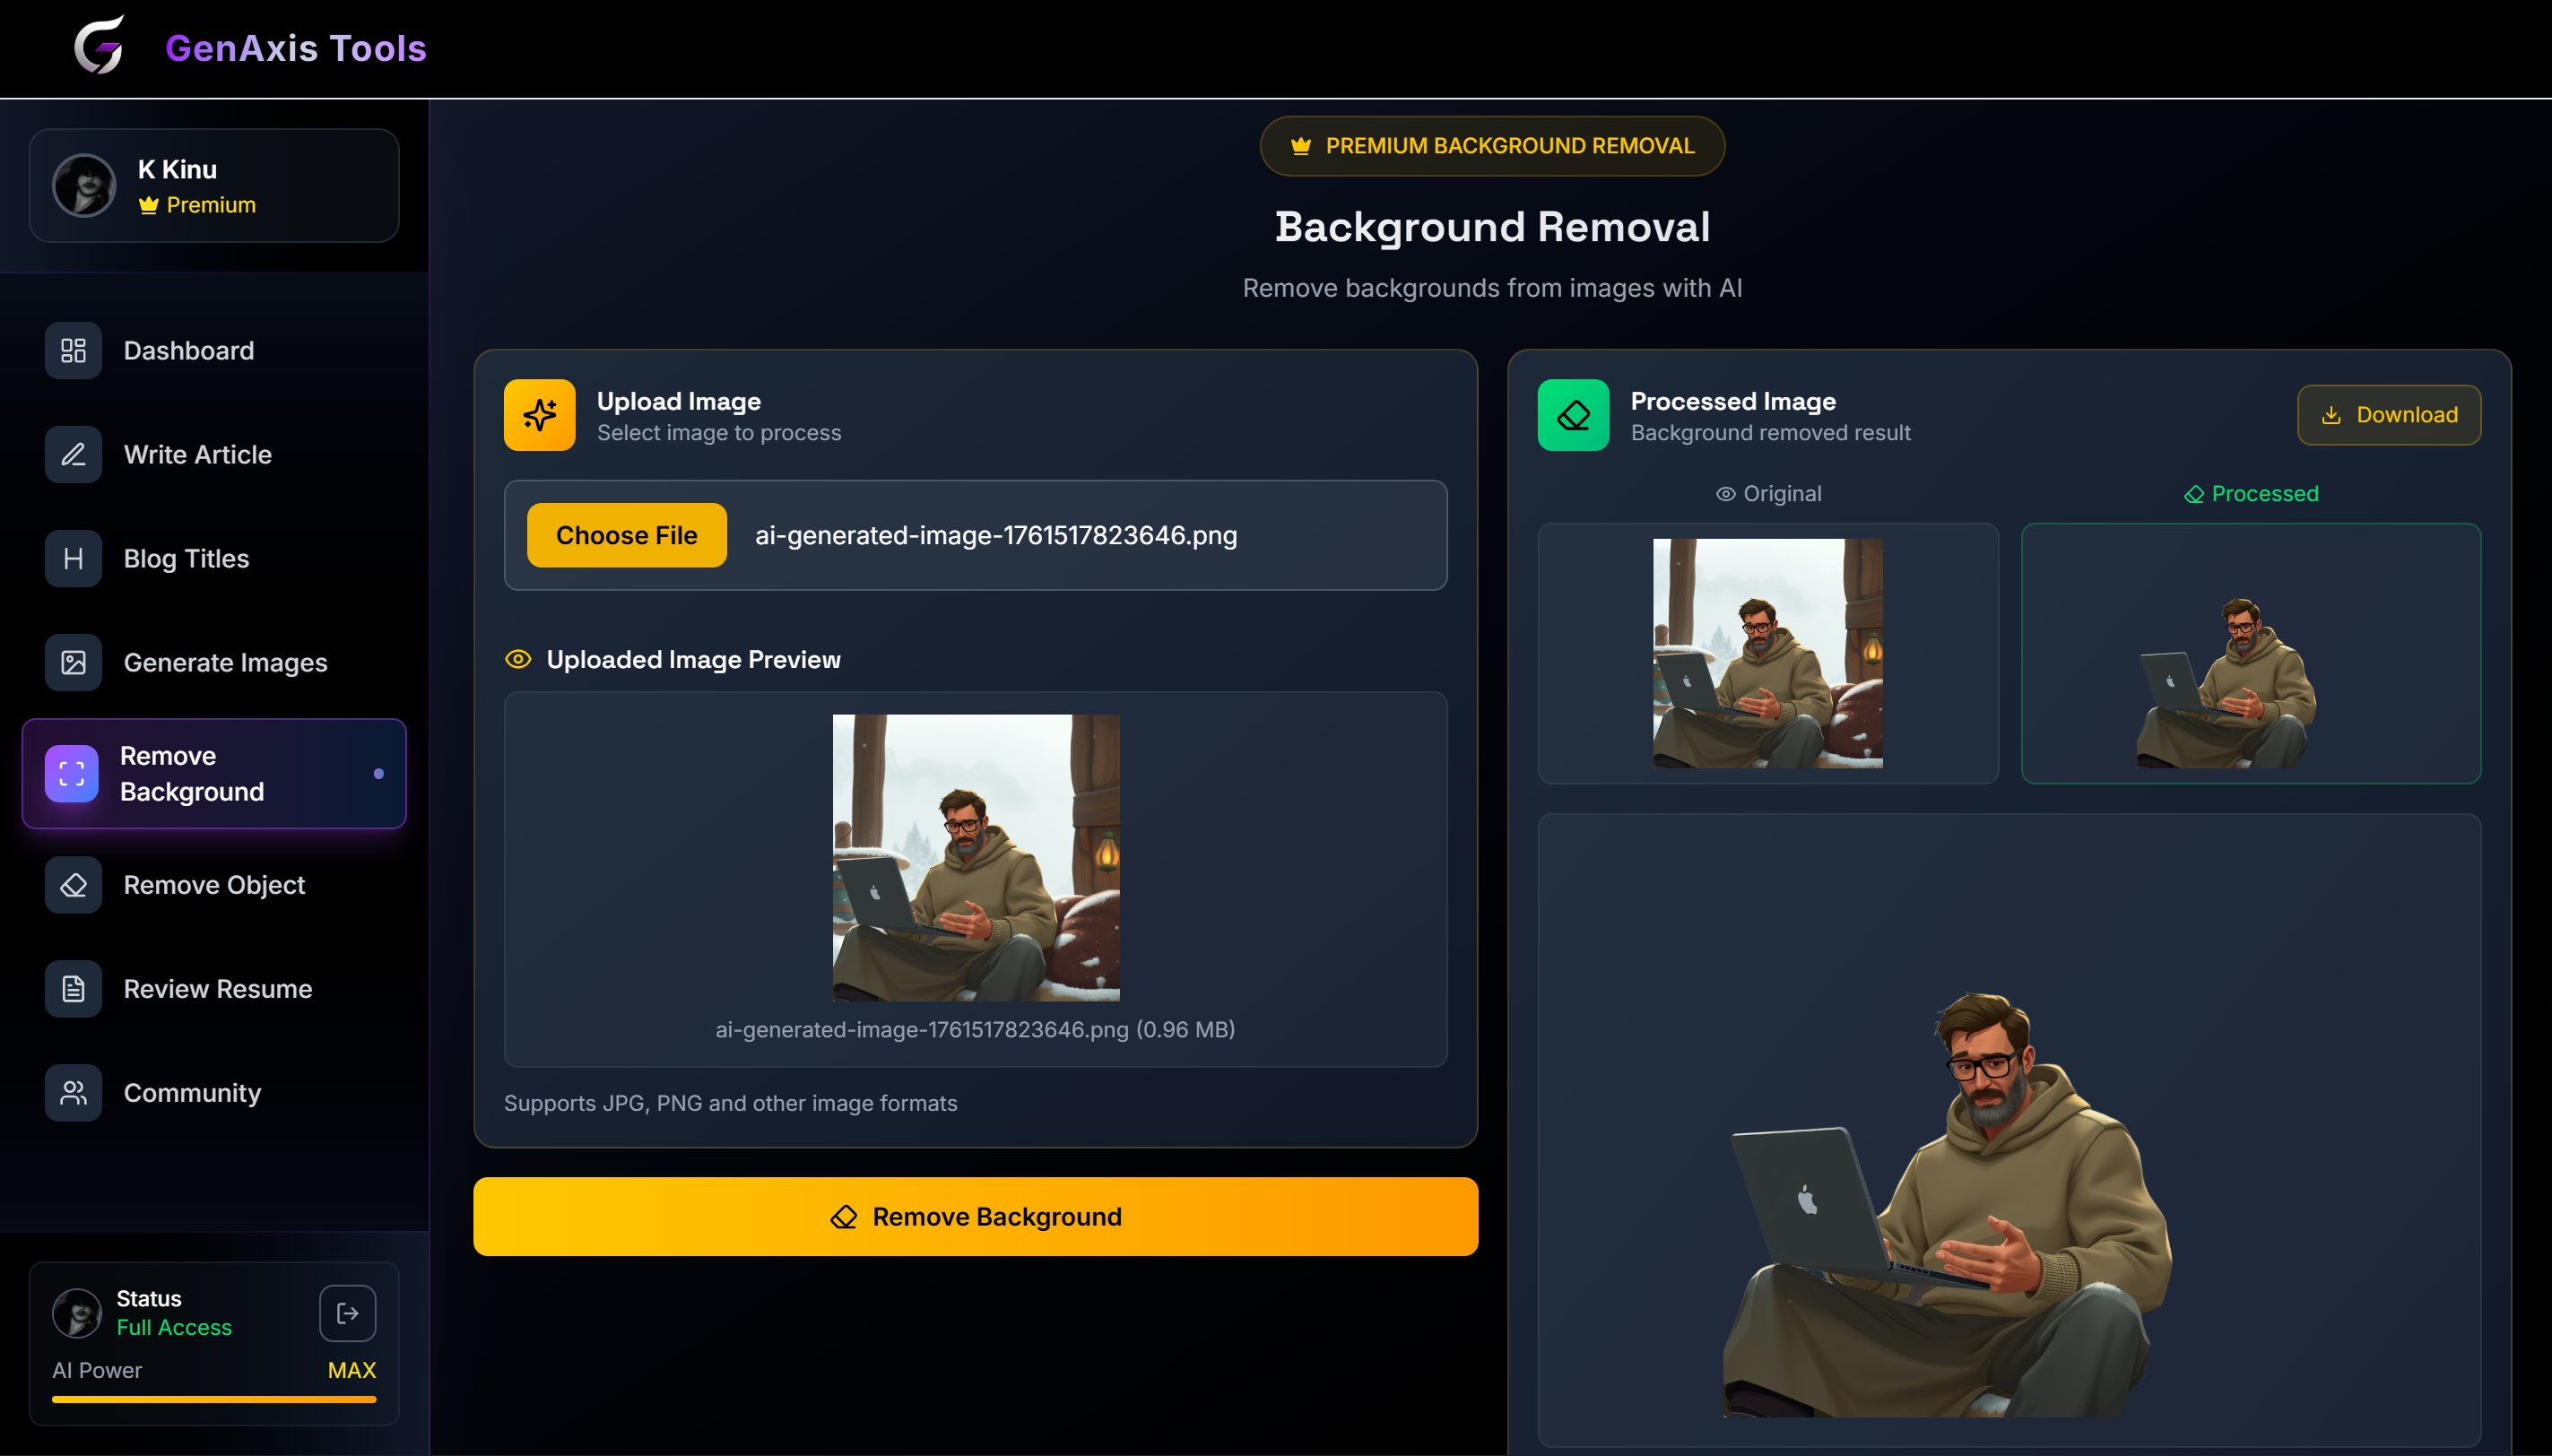 GenAxis Tools
K Kinu
Premium
Dashboard
Write Article
Blog Titles
Generate Images
Remove
Background
Remove Object
Review Resume
Community
Status
Full Access
AI Power MAX
PREMIUM BACKGROUND REMOVAL
Background Removal
Remove backgrounds from images with AI
Upload Image
Select image to process
Choose File ai-generated-image-1761517823646.png
Uploaded Image Preview
ai-generated-image-1761517823646.png (0.96 MB)
Supports JPG, PNG and other image formats
Remove Background
Processed Image
Background removed result
Download
Original
Processed